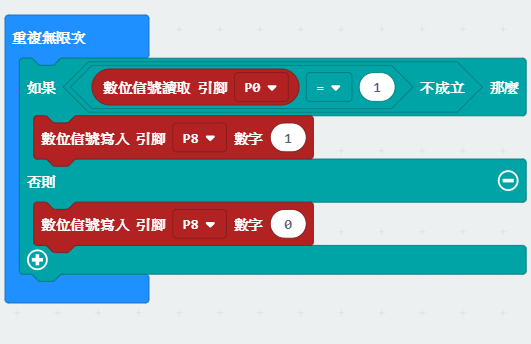 重複無限次
如果 數位信號讀取 引腳 P0 = 1 不成立 那麼
數位信號寫入 引腳 P8 數字 1
否則
數位信號寫入 引腳 P8 數字 0